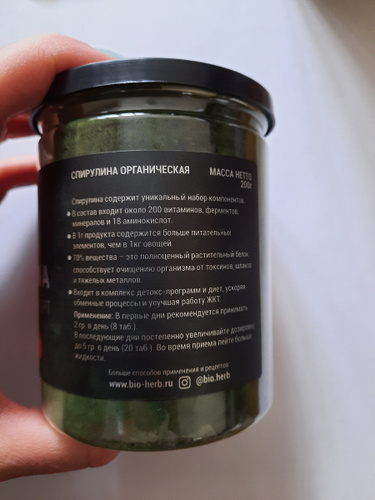 СПИРУЛИНА ОРГАНИЧЕСКАЯ
МАССА НЕТТО
200г
Спирулина содержит уникальный набор компонентов
• В состав входит около 200 витаминов, ферментов,
минералов и 18 аминокислот.
• В 1г продукта содержится больше питательных
элементов, чем в 1кг овощей.
• 70% вещества – это полноценный растительный белок
способствует очищению организма от токсинов, шлаков
и тяжелых металлов.
• Входит в комплекс детокс-программ и диет, ускоряя
обменные процессы и улучшая работу ЖКТ.
Применение: В первые дни рекомендуется принимать
2 гр. в день (8 таб.).
В последующие дни постепенно увеличивайте дозировку
до 5 гр. в день (20 таб.). Во время приема пейте больше
жидкости.
Больше способов применения и рецептов
www.bio-herb.ru @bio.herb